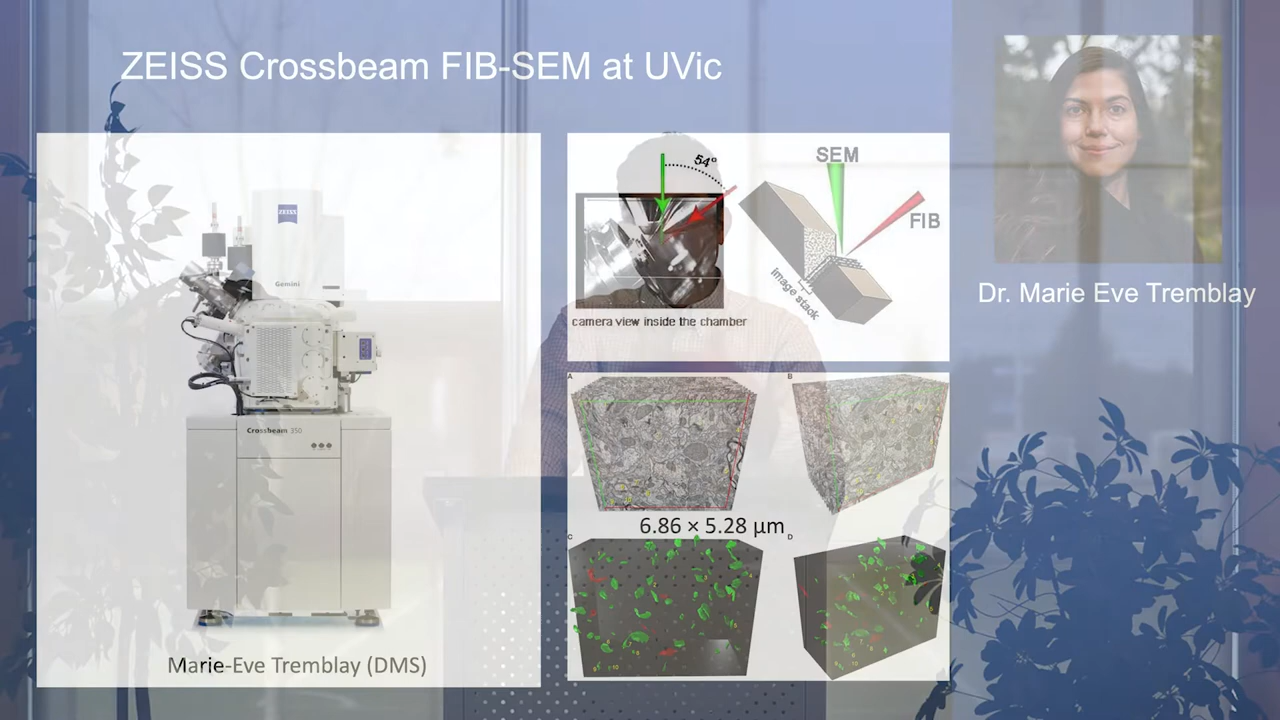 ZEISS Crossbeam FIB-SEM at UVic
ZEISS
Gemini
Crossbeam 350
Marie-Eve Tremblay (DMS)
54°
camera view inside the chamber
SEM
FIB
image stack
A
B
6.86 × 5.28 µm
C
D
Dr. Marie Eve Tremblay